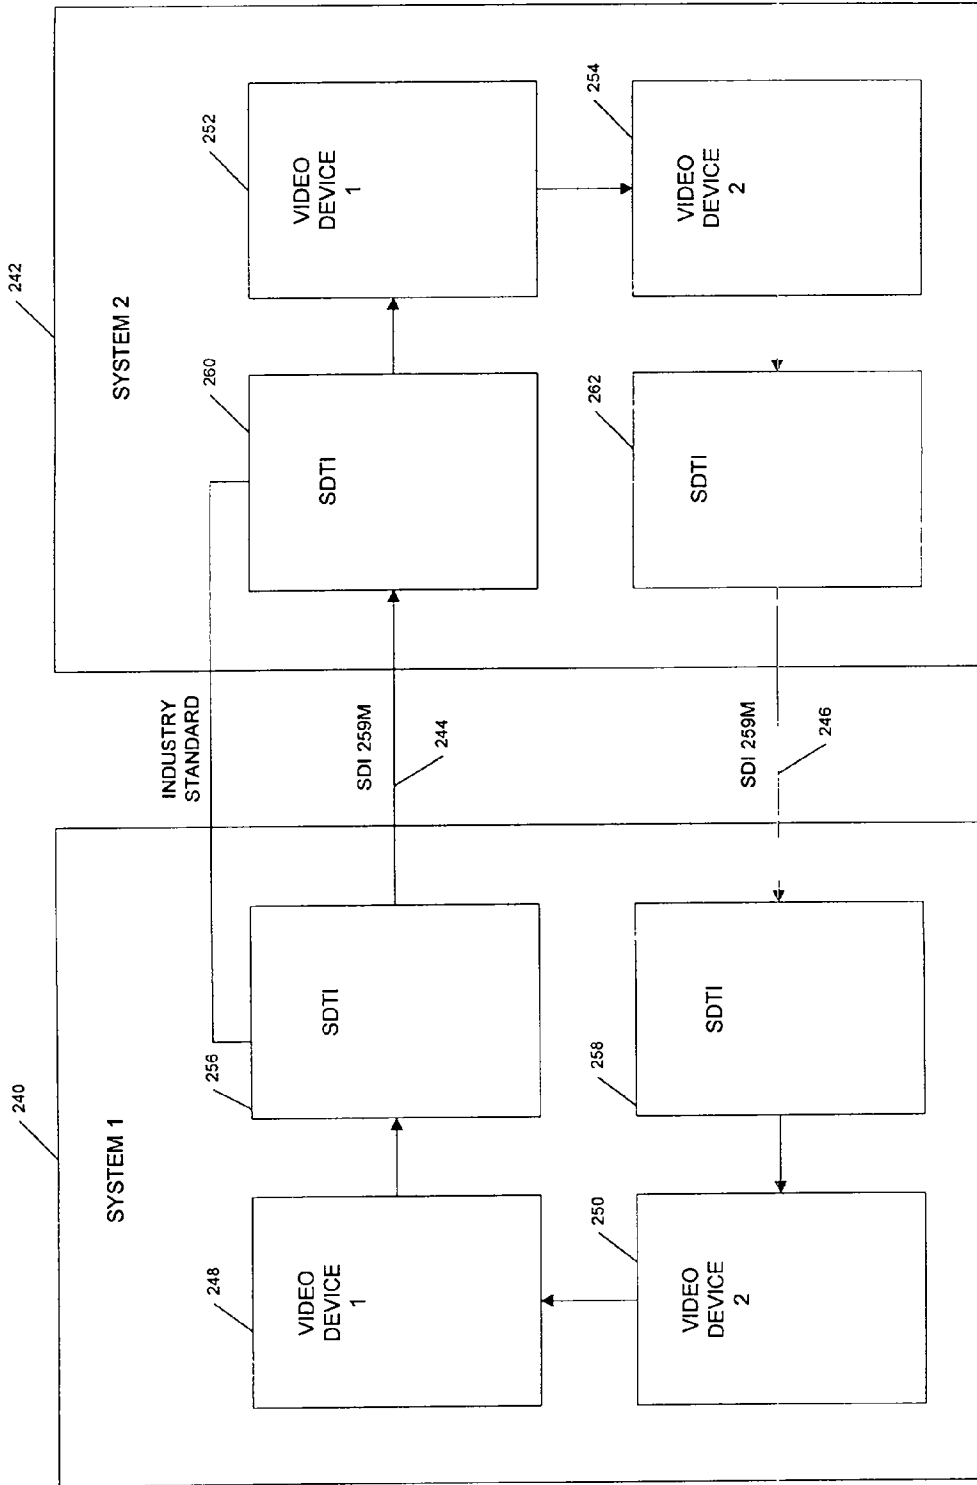 240
SYSTEM 1
248
VIDEO
DEVICE
1
256
SDTI
250
VIDEO
DEVICE
2
258
SDTI
INDUSTRY
STANDARD
SDI 259M
244
SDI 259M
246
242
SYSTEM 2
260
SDTI
252
VIDEO
DEVICE
1
262
SDTI
254
VIDEO
DEVICE
2